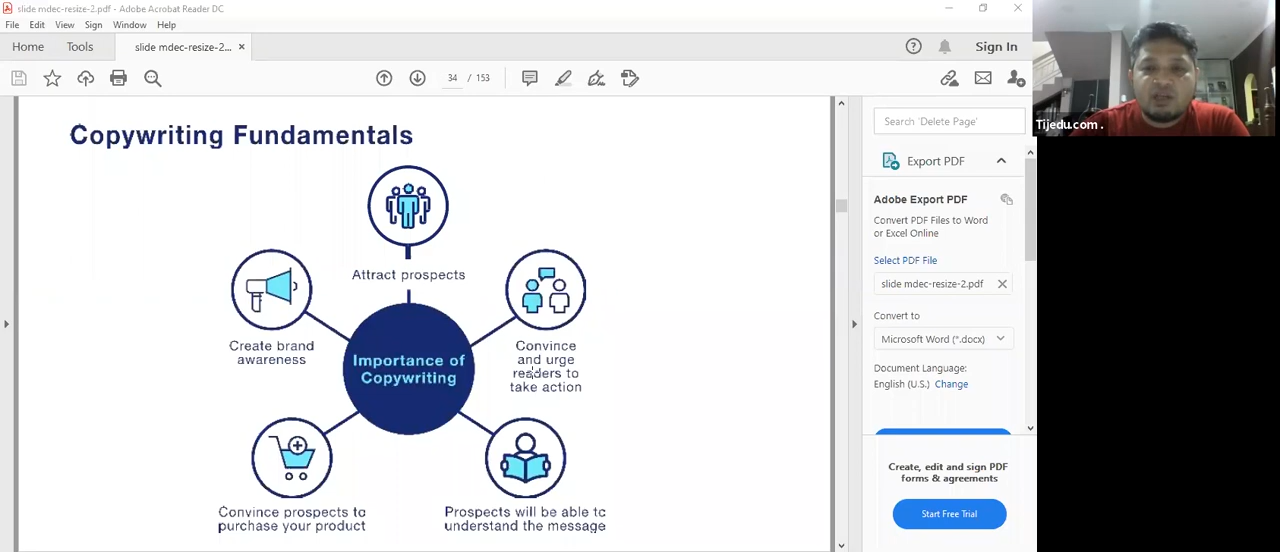 slide mdec-resize-2.pdf - Adobe Acrobat Reader DC
File Edit View Sign Window Help
Home Tools slide mdec-resize-2... ×
Sign In
34 / 153
Tijedu.com .
Copywriting Fundamentals
Attract prospects
Create brand
awareness
Convince
and urge
readers to
take action
Importance of
Copywriting
Convince prospects to
purchase your product
Prospects will be able to
understand the message
Search 'Delete Page'
Export PDF
Adobe Export PDF
Convert PDF Files to Word
or Excel Online
Select PDF File
slide mdec-resize-2.pdf
Convert to
Microsoft Word (*.docx)
Document Language:
English (U.S.) Change
Create, edit and sign PDF
forms & agreements
Start Free Trial